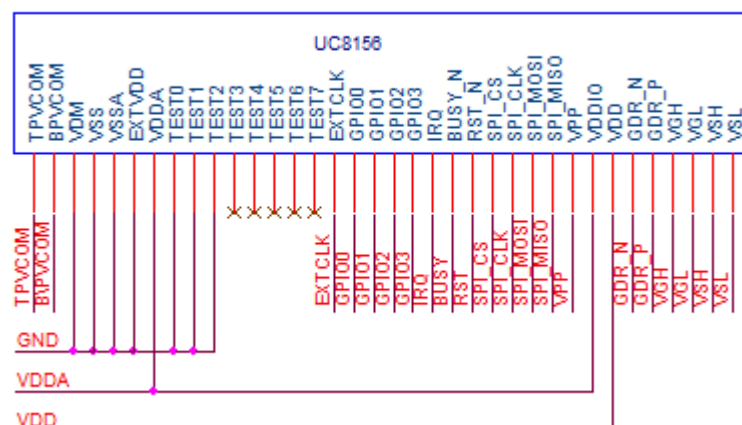 UC8156
TPVCOM
BPVCOM
VDM
VSS
VSSA
EXTVDD
VDDA
TEST0
TEST1
TEST2
TEST3
TEST4
TEST5
TEST6
TEST7
EXTCLK
GPIO0
GPIO1
GPIO2
GPIO3
IRQ
BUSY_N
RST_N
SPI_CS
SPI_CLK
SPI_MOSI
SPI_MISO
VPP
VDDIO
VDD
GDR_N
GDR_P
VGH
VGL
VSH
VSL
TPVCOM
B\PVCOM
EXTCLK
GPIO0
GPIO1
GPIO2
GPIO3
IRQ
BUSY
RST
SPI_CS
SPI_CLK
SPI_MOSI
SPI_MISO
VPP
GDR_N
GDR_P
VGH
VGL
VSH
VSL
GND
VDDA
VDD